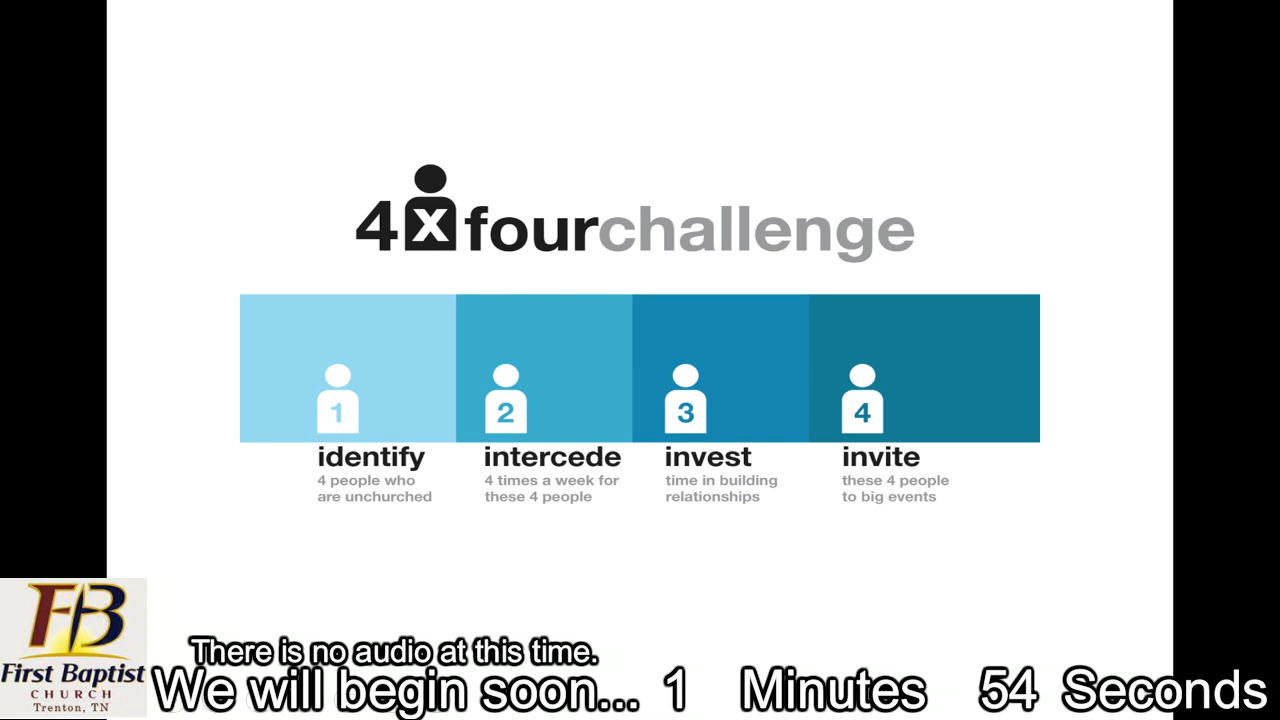 4 x fourchallenge
1 2 3 4
identify intercede invest invite
4 people who 4 times a week for time in building these 4 people
are unchurched these 4 people relationships to big events
FB
First Baptist
CHURCH
Trenton, TN
There is no audio at this time.
We will begin soon... 1 Minutes 54 Seconds